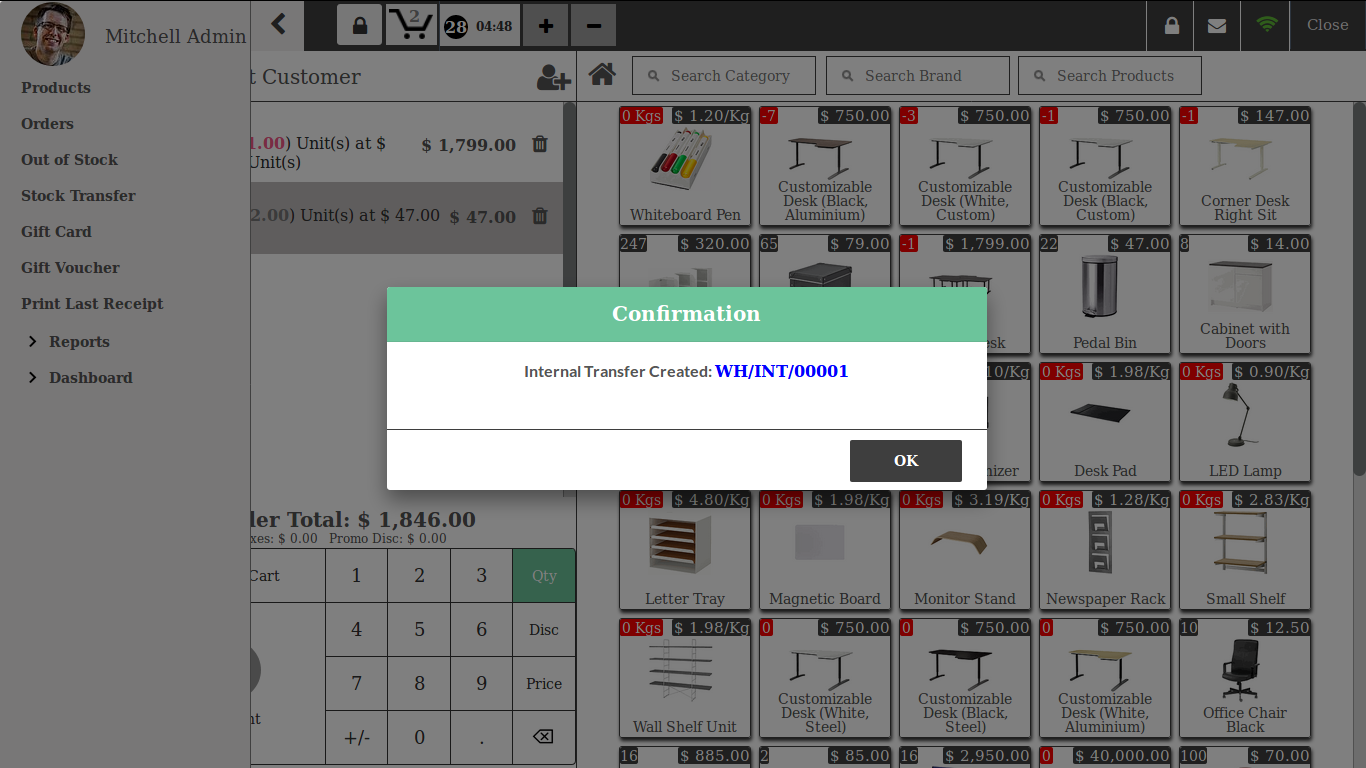 Mitchell Admin
Products
Orders
Out of Stock
Stock Transfer
Gift Card
Gift Voucher
Print Last Receipt
Reports
Dashboard
2
28 04:48
+
−
Close
t Customer
Search Category
Search Brand
Search Products
1.00) Unit(s) at $
Unit(s)
$ 1,799.00
2.00) Unit(s) at $ 47.00
$ 47.00
Confirmation
Internal Transfer Created: WH/INT/00001
OK
der Total: $ 1,846.00
xes: $ 0.00 Promo Disc: $ 0.00
Cart
1 2 3 Qty
4 5 6 Disc
7 8 9 Price
nt
+/- 0 .
0 Kgs $ 1.20/Kg
Whiteboard Pen
-7 $ 750.00
Customizable
Desk (Black,
Aluminium)
-3 $ 750.00
Customizable
Desk (White,
Custom)
-1 $ 750.00
Customizable
Desk (Black,
Custom)
-1 $ 147.00
Corner Desk
Right Sit
247 $ 320.00
65 $ 79.00
-1 $ 1,799.00
esk
22 $ 47.00
Pedal Bin
8 $ 14.00
Cabinet with
Doors
10/Kg
nizer
0 Kgs $ 1.98/Kg
Desk Pad
0 Kgs $ 0.90/Kg
LED Lamp
0 Kgs $ 4.80/Kg
Letter Tray
0 Kgs $ 1.98/Kg
Magnetic Board
0 Kgs $ 3.19/Kg
Monitor Stand
0 Kgs $ 1.28/Kg
Newspaper Rack
0 Kgs $ 2.83/Kg
Small Shelf
0 Kgs $ 1.98/Kg
Wall Shelf Unit
0 $ 750.00
Customizable
Desk (White,
Steel)
0 $ 750.00
Customizable
Desk (Black,
Steel)
0 $ 750.00
Customizable
Desk (White,
Aluminium)
10 $ 12.50
Office Chair
Black
16 $ 885.00
2 $ 85.00
16 $ 2,950.00
0 $ 40,000.00
100 $ 70.00